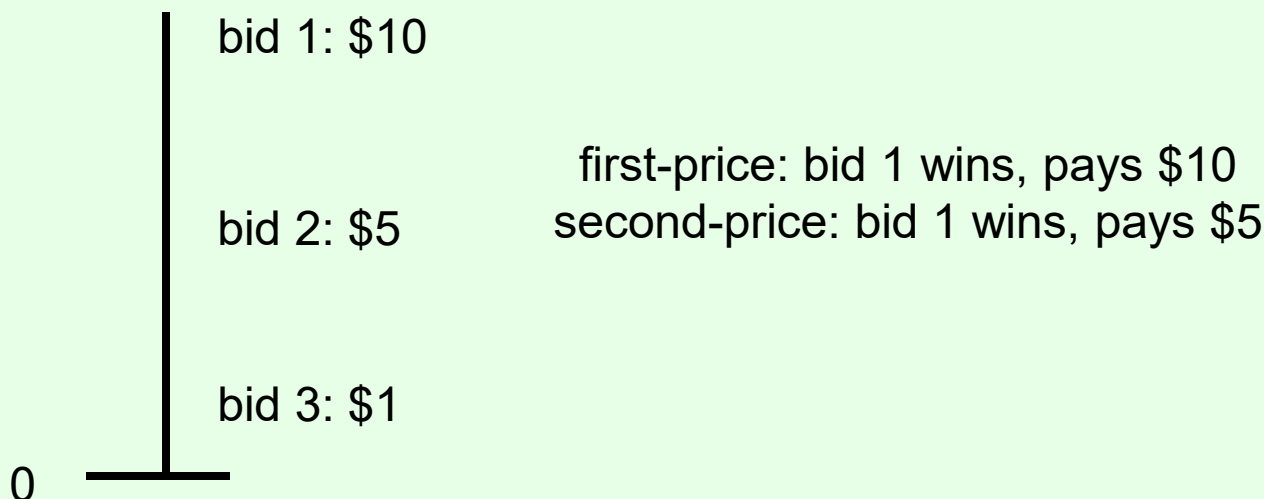 bid 1: $10
first-price: bid 1 wins, pays $10
bid 2: $5
second-price: bid 1 wins, pays $5
bid 3: $1
0